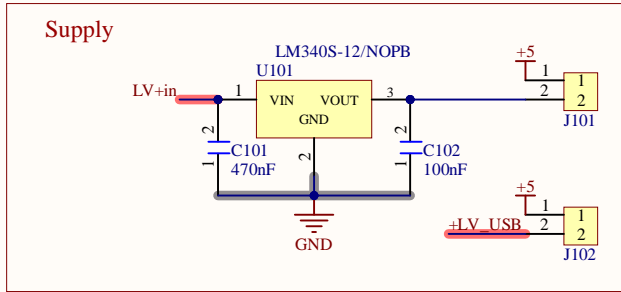 Supply
LM340S-12/NOPB
U101
LV+in
1
VIN
VOUT
3
GND
2
2
1
C101
470nF
2
1
C102
100nF
GND
+5
1
2
1
2
J101
+5
1
2
+LV_USB
1
2
J102